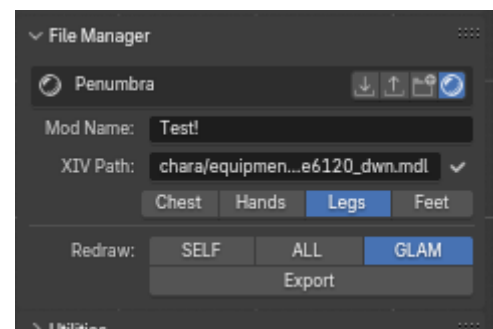 File Manager
Penumbra
Mod Name: Test!
XIV Path: chara/equipmen...e6120_dwn.mdl
Chest Hands Legs Feet
Redraw: SELF ALL GLAM
Export